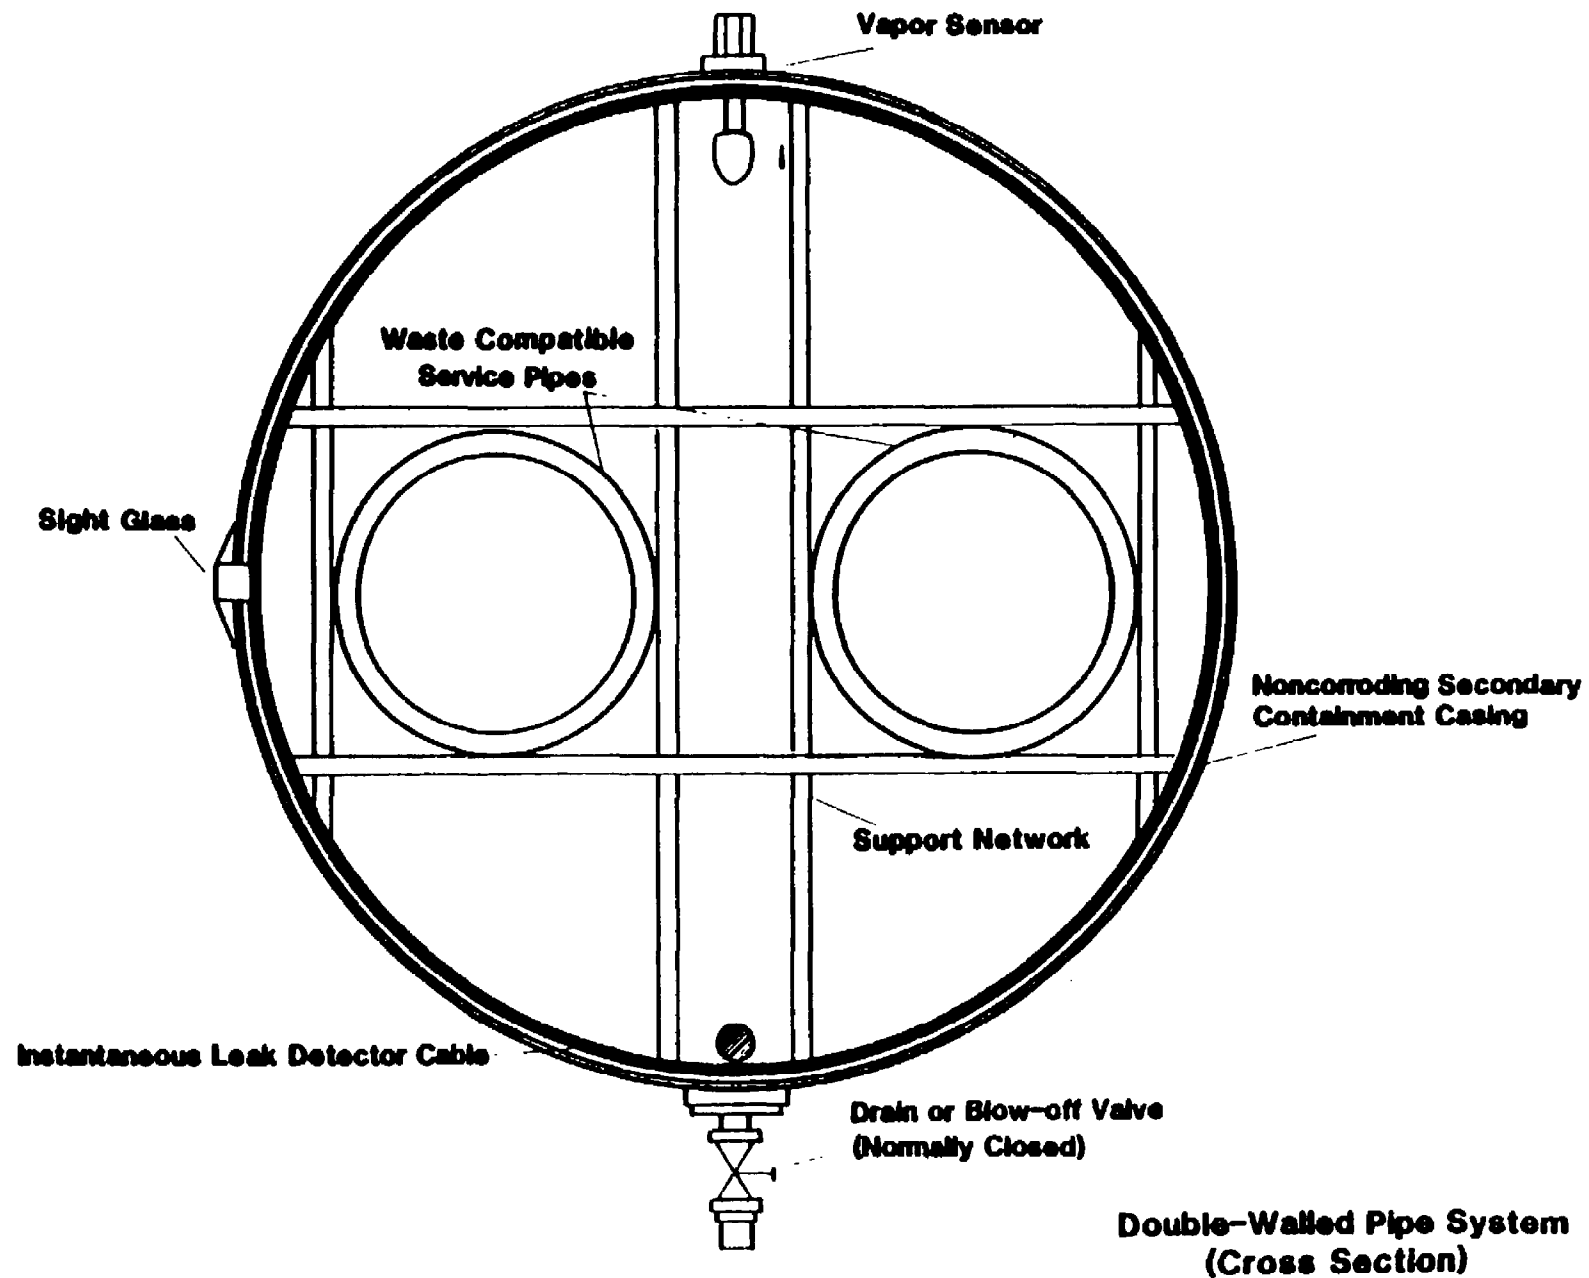 Vapor Sensor
Waste Compatible
Service Pipes
Sight Glass
Noncorroding Secondary
Containment Casing
Support Network
Instantaneous Leak Detector Cable
Drain or Blow-off Valve
(Normally Closed)
Double-Walled Pipe System
(Cross Section)